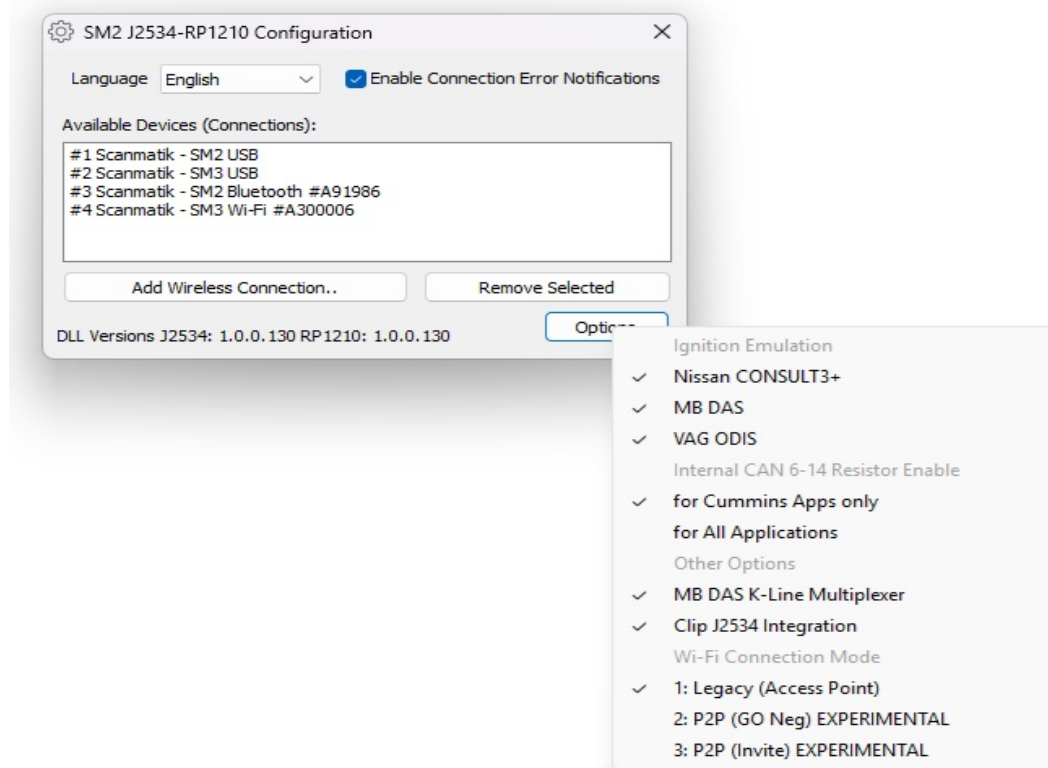 SM2 J2534-RP1210 Configuration
Language English Enable Connection Error Notifications
Available Devices (Connections):
#1 Scanmatik - SM2 USB
#2 Scanmatik - SM3 USB
#3 Scanmatik - SM2 Bluetooth #A91986
#4 Scanmatik - SM3 Wi-Fi #A300006
Add Wireless Connection.. Remove Selected
DLL Versions J2534: 1.0.0.130 RP1210: 1.0.0.130
Options
Ignition Emulation
Nissan CONSULT3+
MB DAS
VAG ODIS
Internal CAN 6-14 Resistor Enable
for Cummins Apps only
for All Applications
Other Options
MB DAS K-Line Multiplexer
Clip J2534 Integration
Wi-Fi Connection Mode
1: Legacy (Access Point)
2: P2P (GO Neg) EXPERIMENTAL
3: P2P (Invite) EXPERIMENTAL